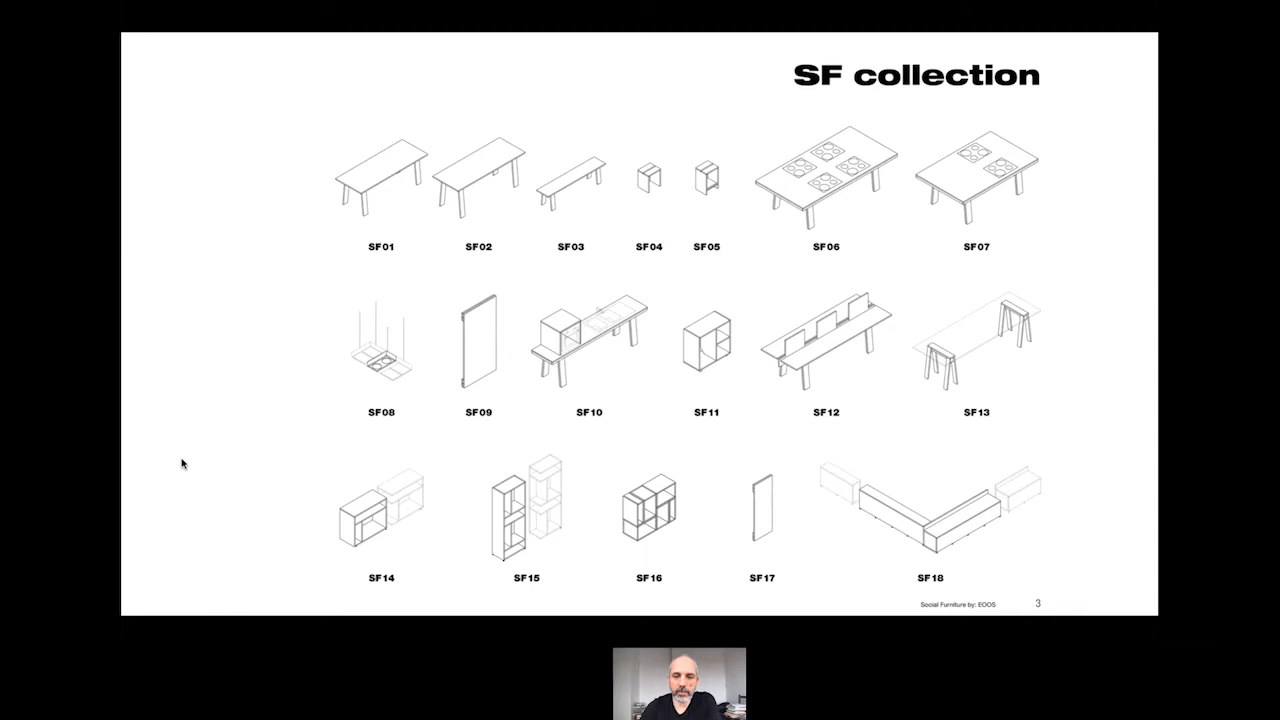 SF collection
SF01 SF02 SF03 SF04 SF05 SF06 SF07
SF08 SF09 SF10 SF11 SF12 SF13
SF14 SF15 SF16 SF17 SF18
Social Furniture by: EOOS 3